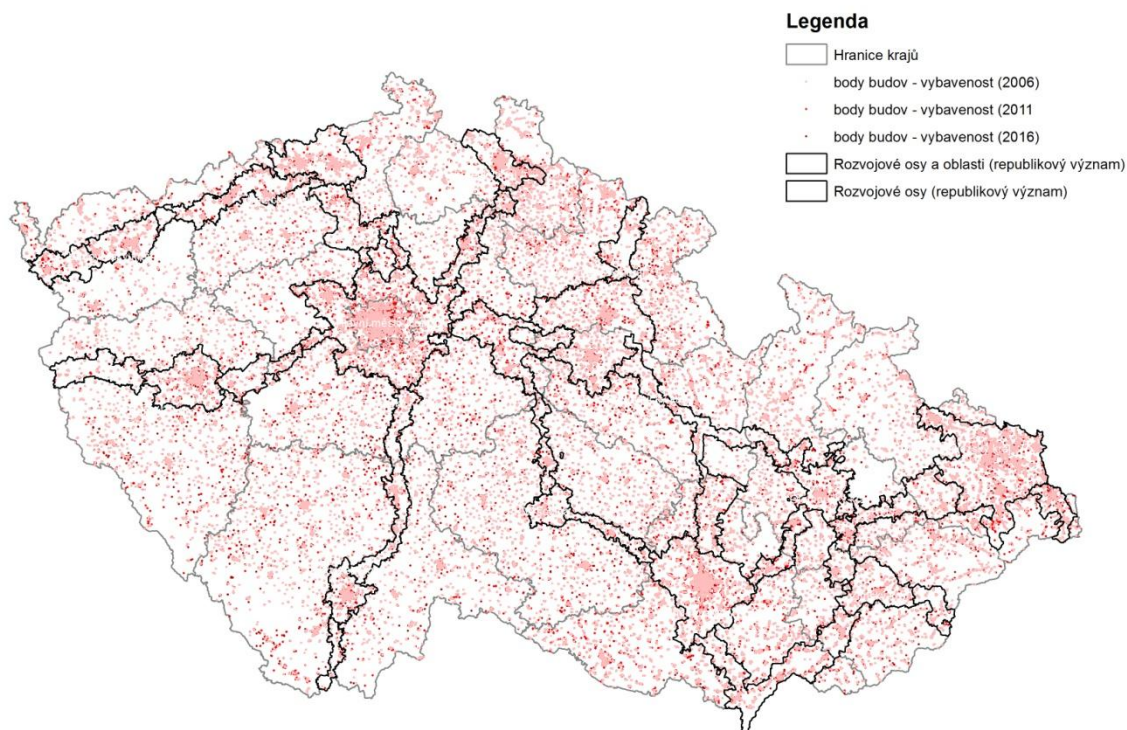 Legenda
Hranice krajů
body budov - vybavenost (2006)
body budov - vybavenost (2011
body budov - vybavenost (2016)
Rozvojové osy a oblasti (republikový význam)
Rozvojové osy (republikový význam)